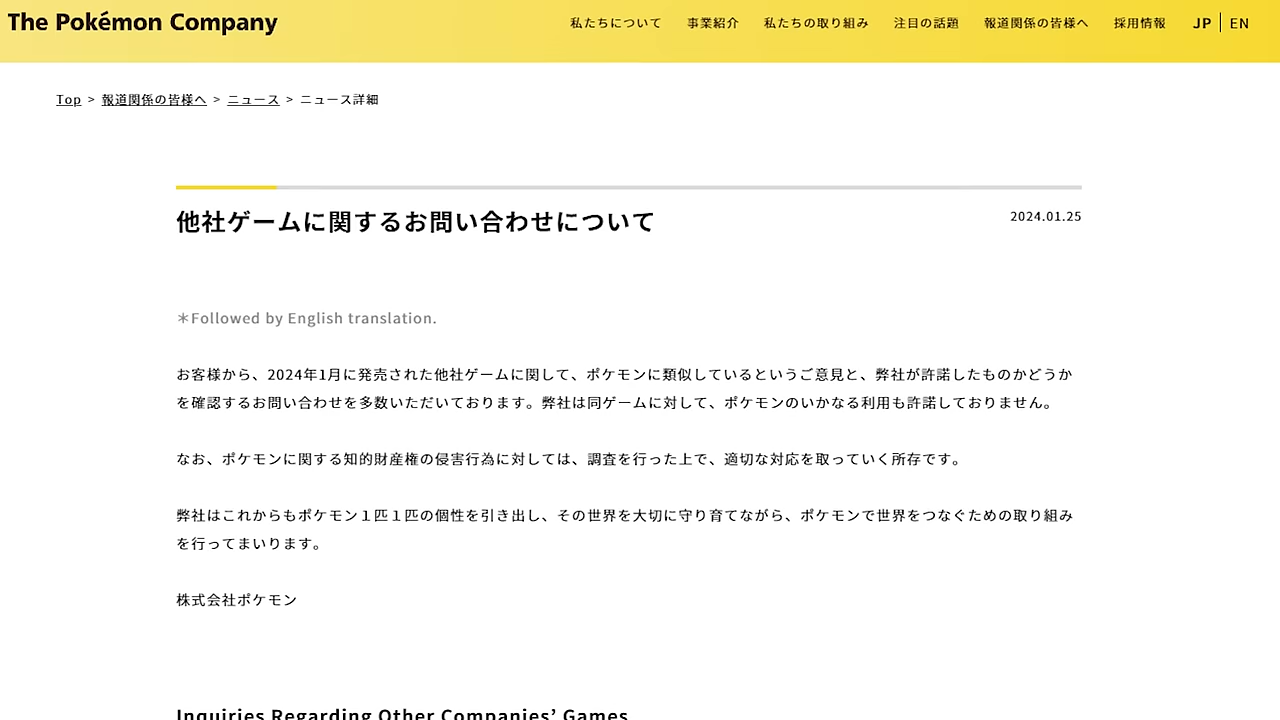 The Pokémon Company
私たちについて 事業紹介 私たちの取り組み 注目の話題 報道関係の皆様へ 採用情報 JP | EN
Top > 報道関係の皆様へ > ニュース > ニュース詳細
他社ゲームに関するお問い合わせについて
2024.01.25
＊Followed by English translation.
お客様から、2024年1月に発売された他社ゲームに関して、ポケモンに類似しているというご意見と、弊社が許諾したものかどうか
を確認するお問い合わせを多数いただいております。弊社は同ゲームに対して、ポケモンのいかなる利用も許諾しておりません。
なお、ポケモンに関する知的財産権の侵害行為に対しては、調査を行った上で、適切な対応を取っていく所存です。
弊社はこれからもポケモン１匹１匹の個性を引き出し、その世界を大切に守り育てながら、ポケモンで世界をつなぐための取り組み
を行ってまいります。
株式会社ポケモン
Inquiries Regarding Other Companies’ Games